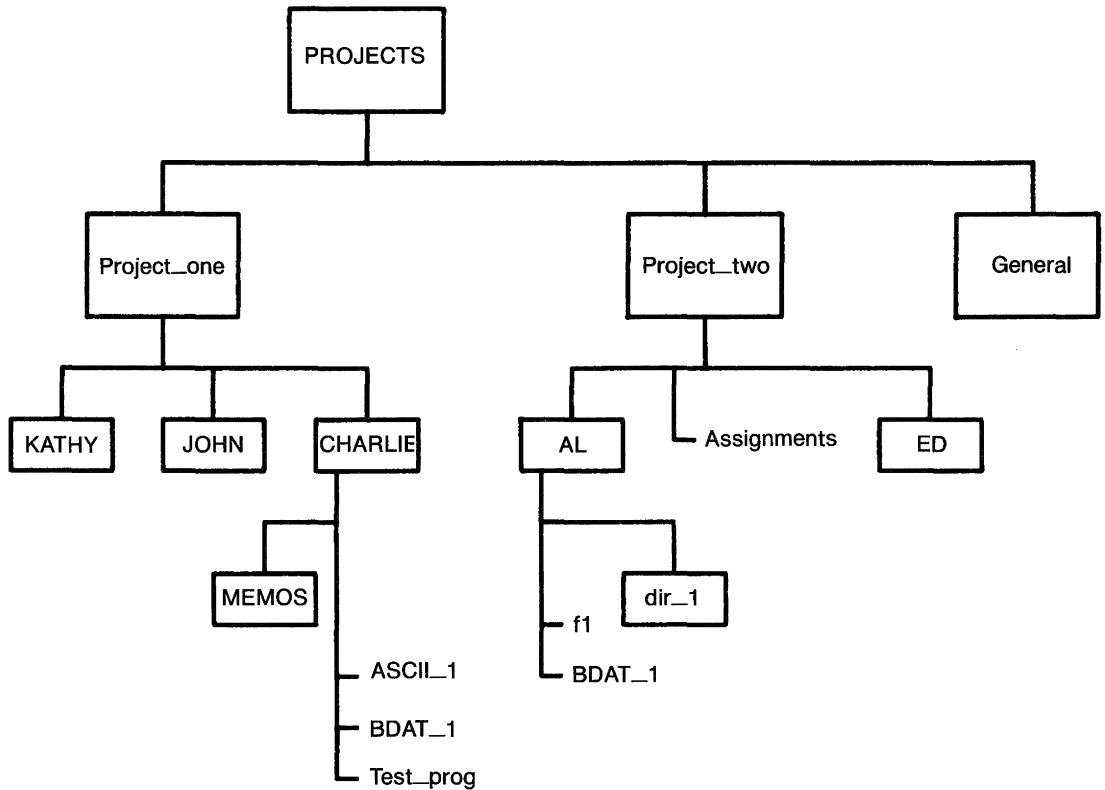 PROJECTS
Project_one
Project_two
General
KATHY
JOHN
CHARLIE
AL
Assignments
ED
MEMOS
dir_1
f1
ASCII_1
BDAT_1
BDAT_1
Test_prog